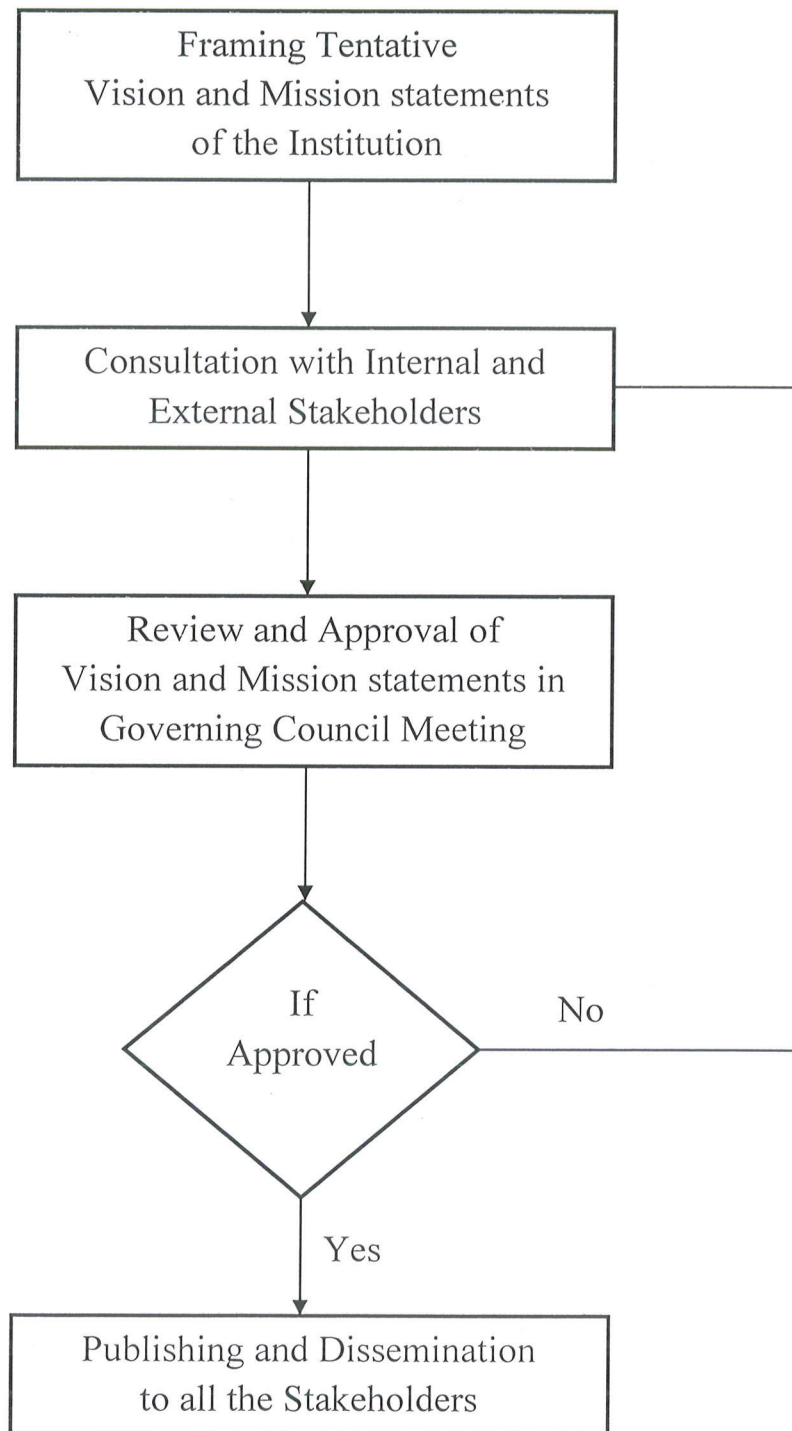 Framing Tentative
Vision and Mission statements
of the Institution
Consultation with Internal and
External Stakeholders
Review and Approval of
Vision and Mission statements in
Governing Council Meeting
If
Approved
No
Yes
Publishing and Dissemination
to all the Stakeholders